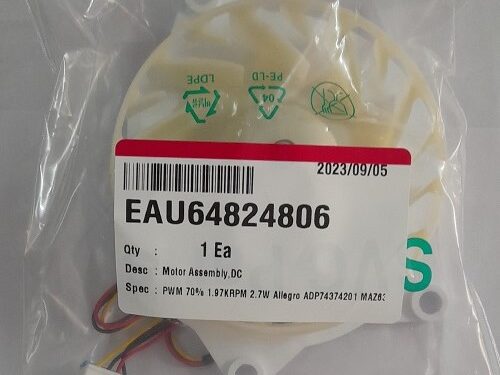 LDPE
PE-LD
04
2023/09/05
EAU64824806
Qty : 1 Ea
Desc : Motor Assembly,DC
Spec : PWM 70% 1.97KRPM 2.7W Allegro ADP74374201 MAZ63